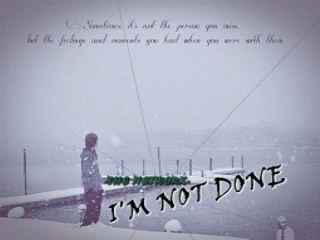 Sometimes, it's not the person you miss,
but the feelings and moments you had when you were with them
NETWORK
I'M NOT DONE